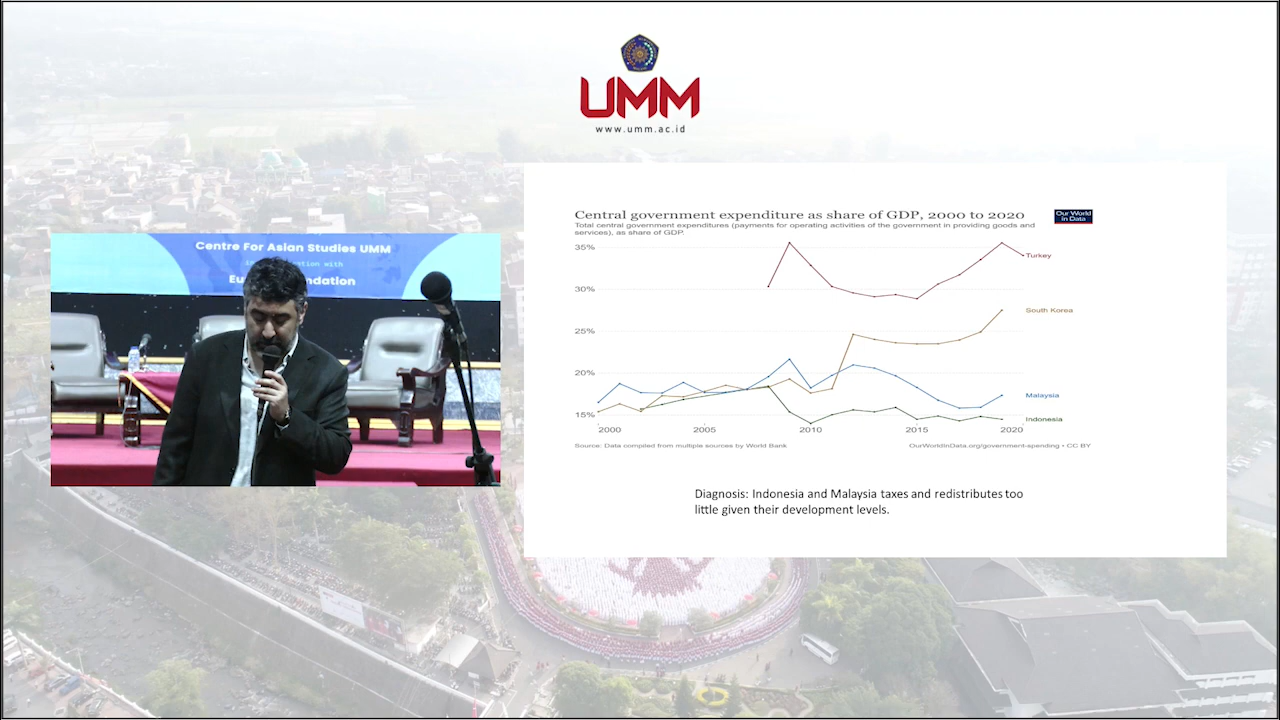 UMM
www.umm.ac.id
Centre For Asian Studies UMM
with
Central government expenditure as share of GDP, 2000 to 2020
Our World
in Data
Total central government expenditures (payments for operating activities of the government in providing goods and
services), as share of GDP.
35%
Turkey
30%
South Korea
25%
20%
Malaysia
15%
Indonesia
2000
2005
2010
2015
2020
Source: Data compiled from multiple sources by World Bank
OurWorldInData.org/government-spending • CC BY
Diagnosis: Indonesia and Malaysia taxes and redistributes too
little given their development levels.